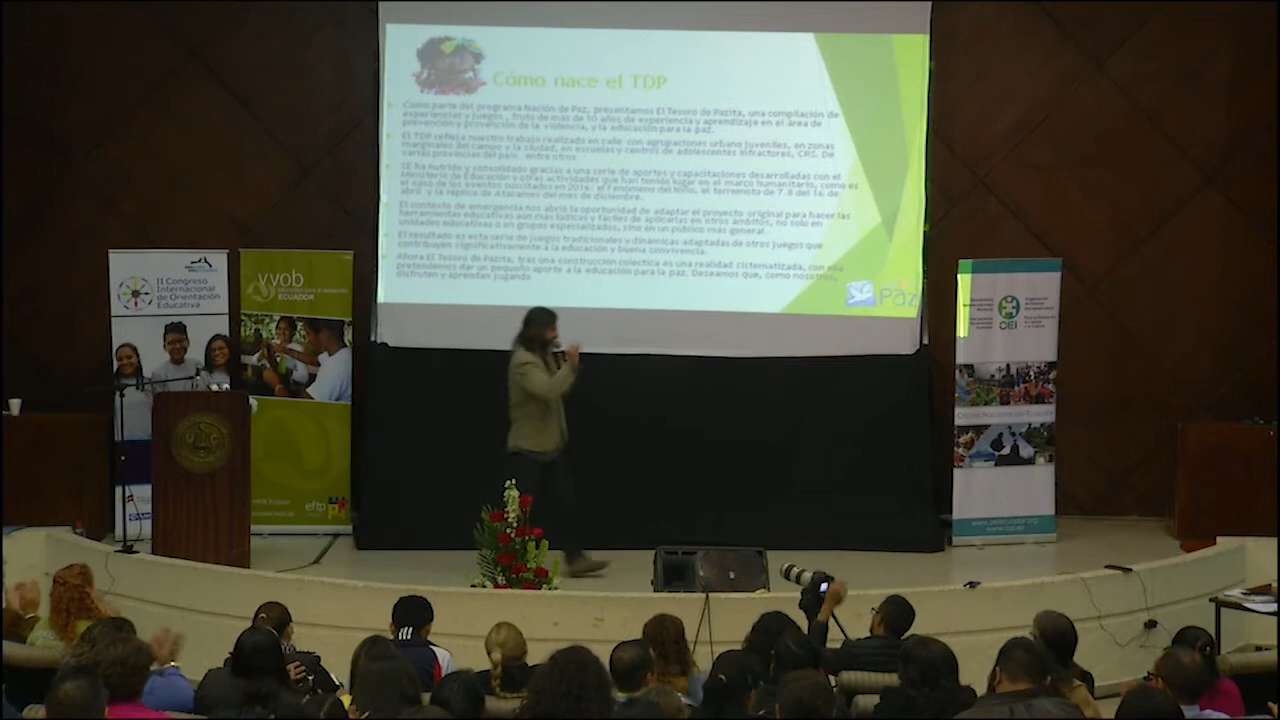 Cómo nace el TDP
Como parte del programa Nación de Paz, presentamos El Tesoro de Pazita, una compilación de
experiencias y juegos , fruto de más de 10 años de experiencia y aprendizaje en el área de
prevención y provención de la violencia, y la educación para la paz.
El TDP refleja nuestro trabajo realizado en calle con agrupaciones urbano juveniles, en zonas
marginales del campo y la ciudad, en escuelas y centros de adolescentes infractores, CRS. De
varias provincias del país entre otros
SE ha nutrido y consolidado gracias a una serie de aportes y capacitaciones desarrolladas con el
Ministerio de Educación y otras actividades que han tenido lugar en el marco humanitario, como es
el caso de los eventos suscitados en 2016: el Fenómeno del Niño, el terremoto de 7.8 del 16 de
y la réplica de Atacames del mes de diciembre.
El contexto de emergencia nos abrió la oportunidad de adaptar el proyecto original para hacer las
herramientas educativas aún más lúdicas y fáciles de aplicarlas en otros ámbitos, no solo en
unidades educativas o en grupos especializados, sino en un público más general.
El resultado es esta serie de juegos tradicionales y dinámicas adaptadas de otros juegos que
contribuyen significativamente a la educación y buena convivencia.
Ahora El Tesoro de Pazita, tras una construcción colectiva es una realidad sistematizada, con
pretendemos dar un pequeño aporte a la educación para la paz. Deseamos que, como nosotros,
disfruten y aprendan jugando
Paz
II Congreso
Internacional
de Orientación
Educativa
vvob
ECUADOR
eftp
OEI